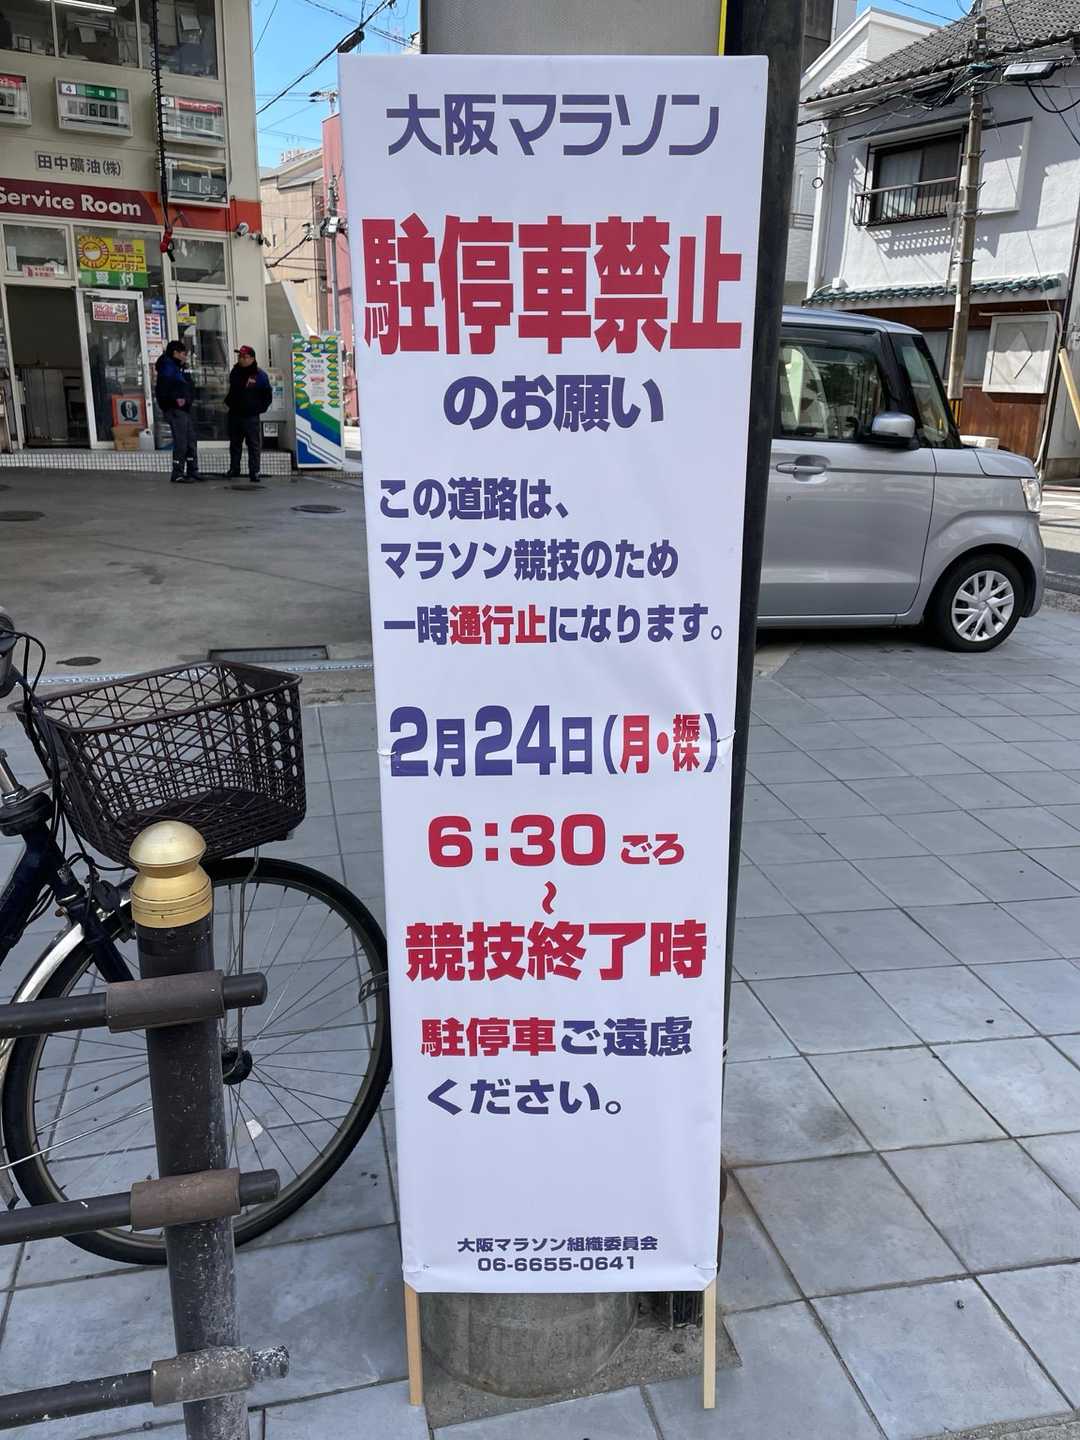 田中礦油(株)
Service Room
大阪マラソン
駐停車禁止
のお願い
この道路は、
マラソン競技のため
一時通行止になります。
2月24日(月・振休)
6:30ごろ
~
競技終了時
駐停車ご遠慮
ください。
大阪マラソン組織委員会
06-6655-0641